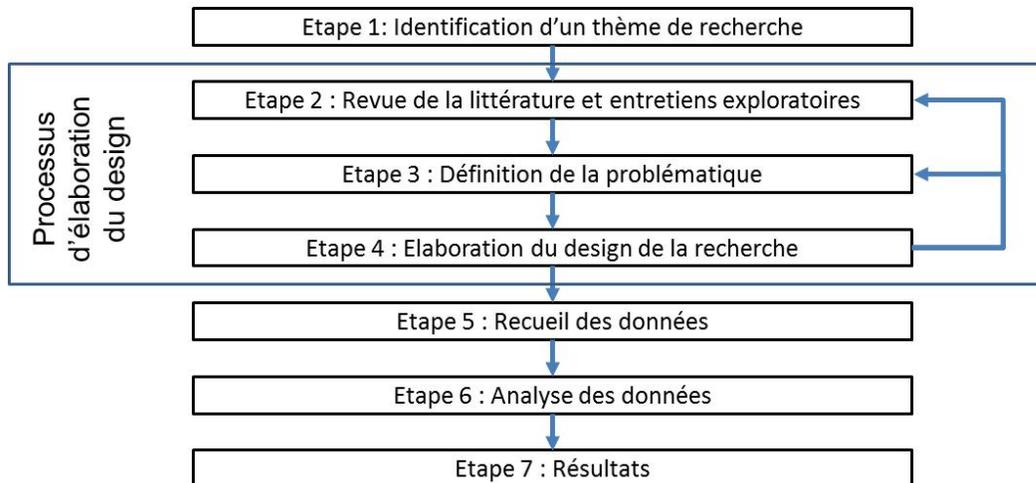 Etape 1: Identification d’un thème de recherche
Processus
d’élaboration
du design
Etape 2 : Revue de la littérature et entretiens exploratoires
Etape 3 : Définition de la problématique
Etape 4 : Elaboration du design de la recherche
Etape 5 : Recueil des données
Etape 6 : Analyse des données
Etape 7 : Résultats